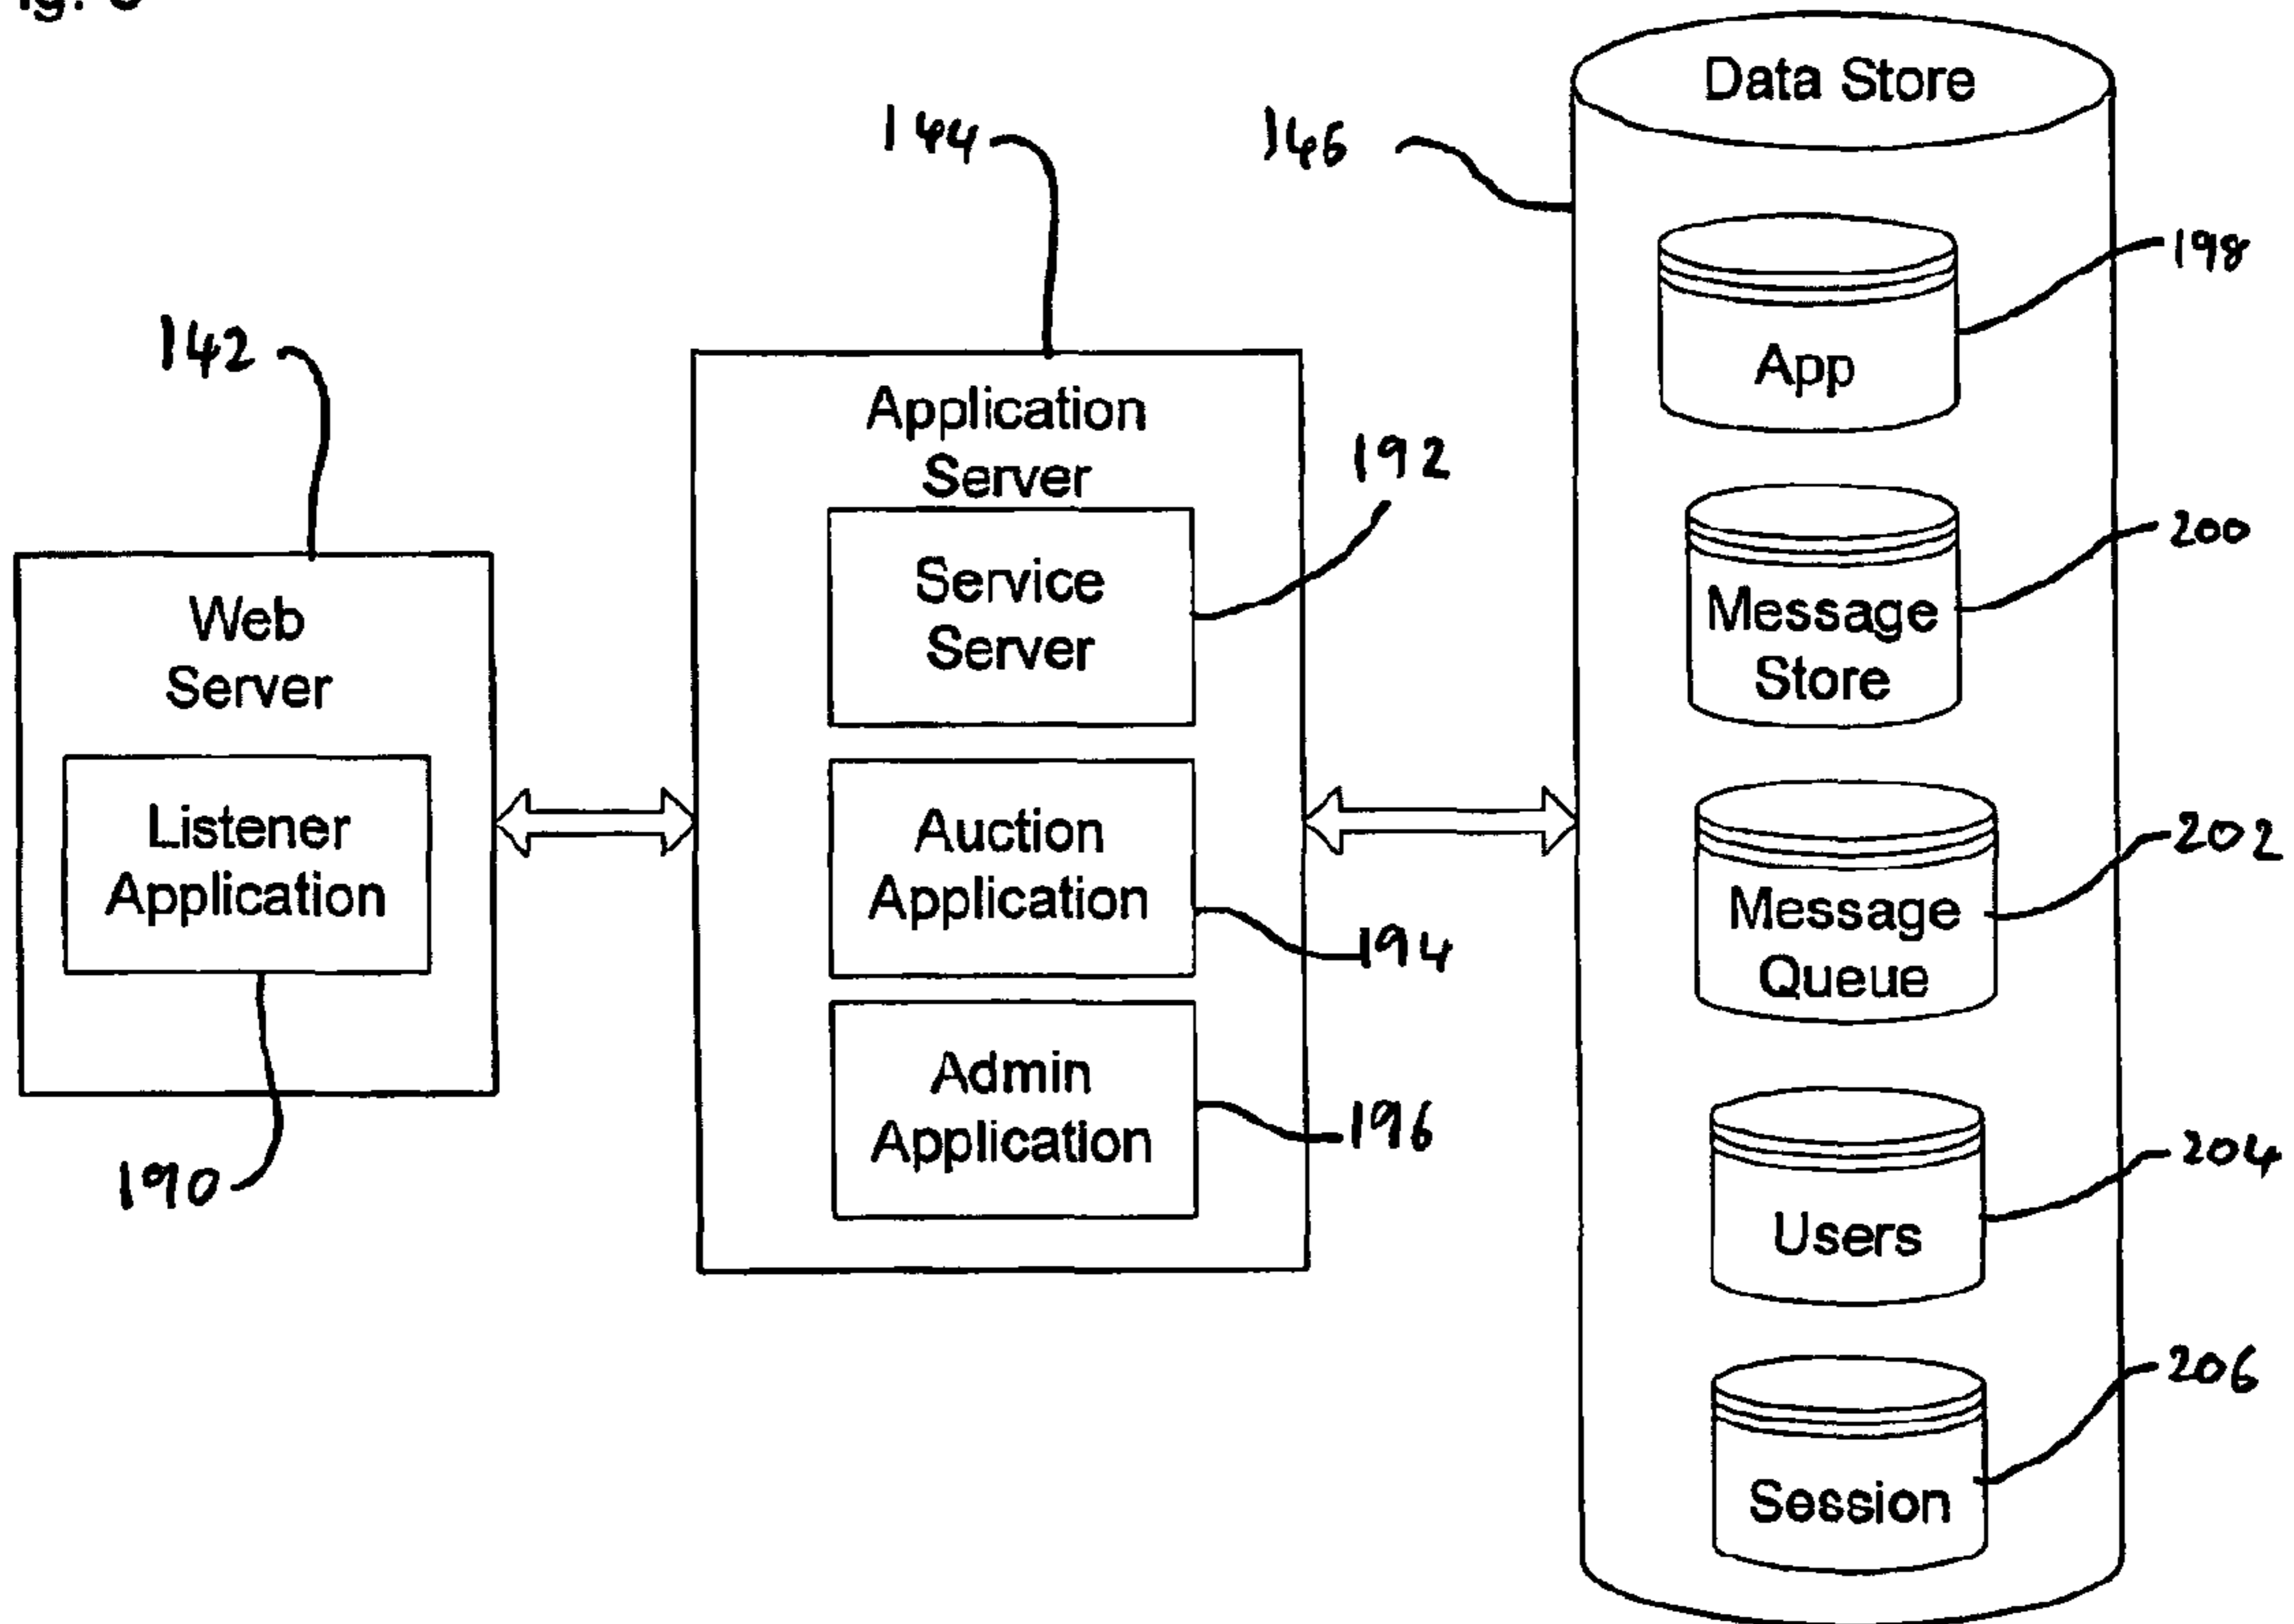 Data Store
144
146
198
App
142
Application
Server
192
Service
Server
200
Message
Store
Web
Server
Listener
Application
Auction
Application
194
202
Message
Queue
Admin
Application
196
190
204
Users
206
Session